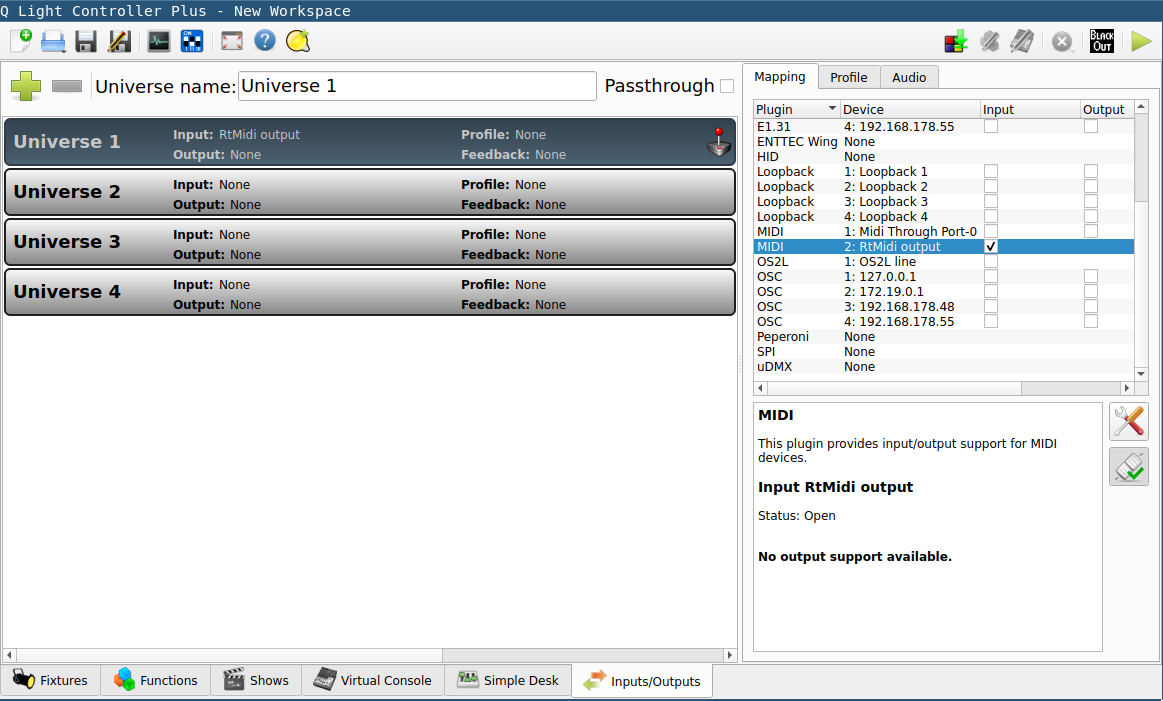 Q Light Controller Plus - New Workspace
BLACK OUT
Universe name: Universe 1 Passthrough
Universe 1 Input: RtMidi output Profile: None
Output: None Feedback: None
Universe 2 Input: None Profile: None
Output: None Feedback: None
Universe 3 Input: None Profile: None
Output: None Feedback: None
Universe 4 Input: None Profile: None
Output: None Feedback: None
Mapping Profile Audio
Plugin Device Input Output
E1.31 4: 192.168.178.55
ENTTEC Wing None
HID None
Loopback 1: Loopback 1
Loopback 2: Loopback 2
Loopback 3: Loopback 3
Loopback 4: Loopback 4
MIDI 1: Midi Through Port-0
MIDI 2: RtMidi output
OS2L 1: OS2L line
OSC 1: 127.0.0.1
OSC 2: 172.19.0.1
OSC 3: 192.168.178.48
OSC 4: 192.168.178.55
Peperoni None
SPI None
uDMX None
MIDI
This plugin provides input/output support for MIDI
devices.
Input RtMidi output
Status: Open
No output support available.
Fixtures Functions Shows Virtual Console Simple Desk Inputs/Outputs